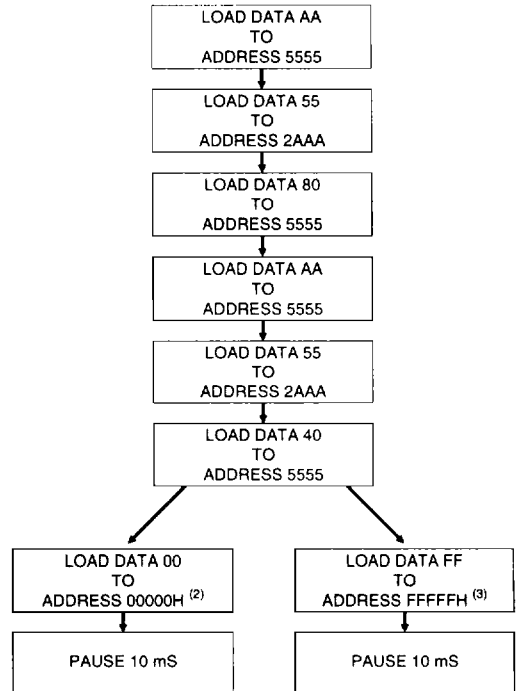 LOAD DATA AA
TO
ADDRESS 5555
LOAD DATA 55
TO
ADDRESS 2AAA
LOAD DATA 80
TO
ADDRESS 5555
LOAD DATA AA
TO
ADDRESS 5555
LOAD DATA 55
TO
ADDRESS 2AAA
LOAD DATA 40
TO
ADDRESS 5555
LOAD DATA 00
TO
ADDRESS 00000H (2)
PAUSE 10 mS
LOAD DATA FF
TO
ADDRESS FFFFFH (3)
PAUSE 10 mS